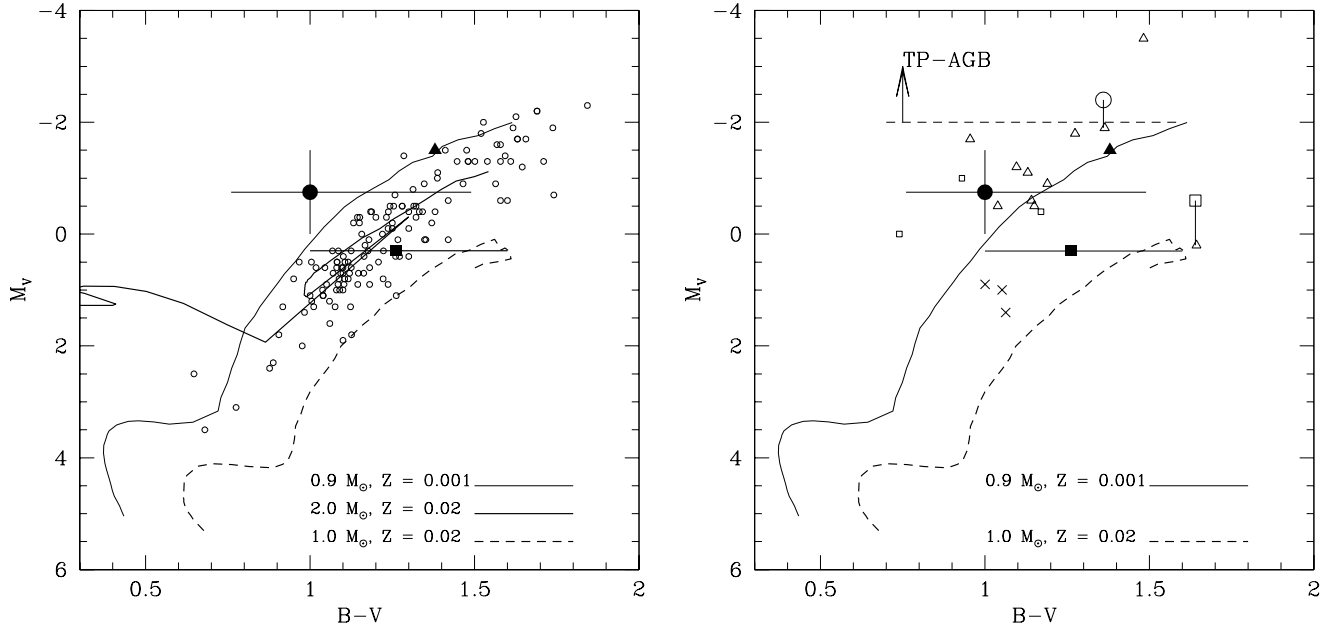 −4
−2
0
2
4
6
M_V
0.5
1
1.5
2
B−V
0.9 M_⊙, Z = 0.001
2.0 M_⊙, Z = 0.02
1.0 M_⊙, Z = 0.02
−4
−2
0
2
4
6
M_V
0.5
1
1.5
2
B−V
TP−AGB
0.9 M_⊙, Z = 0.001
1.0 M_⊙, Z = 0.02